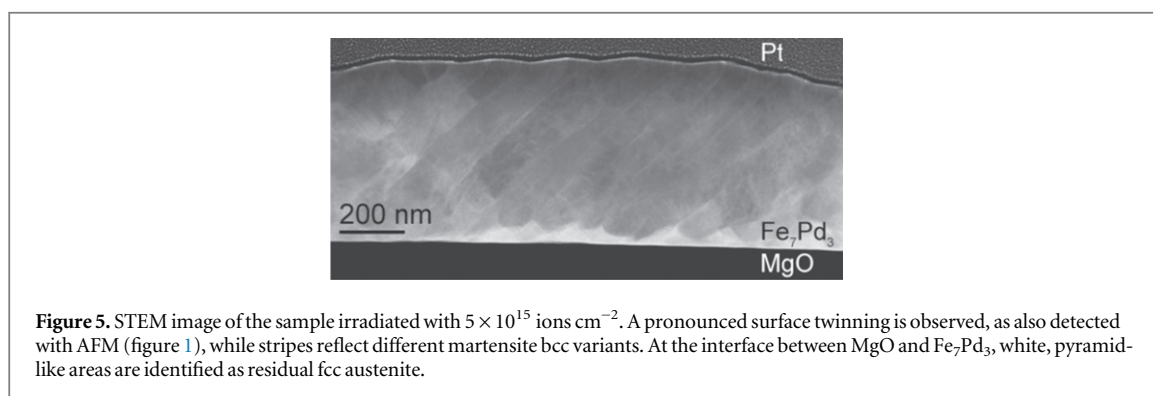 Pt
200 nm
Fe₇Pd₃
MgO
Figure 5. STEM image of the sample irradiated with 5 × 10¹⁵ ions cm⁻². A pronounced surface twinning is observed, as also detected
with AFM (figure 1), while stripes reflect different martensite bcc variants. At the interface between MgO and Fe₇Pd₃, white, pyramid-
like areas are identified as residual fcc austenite.